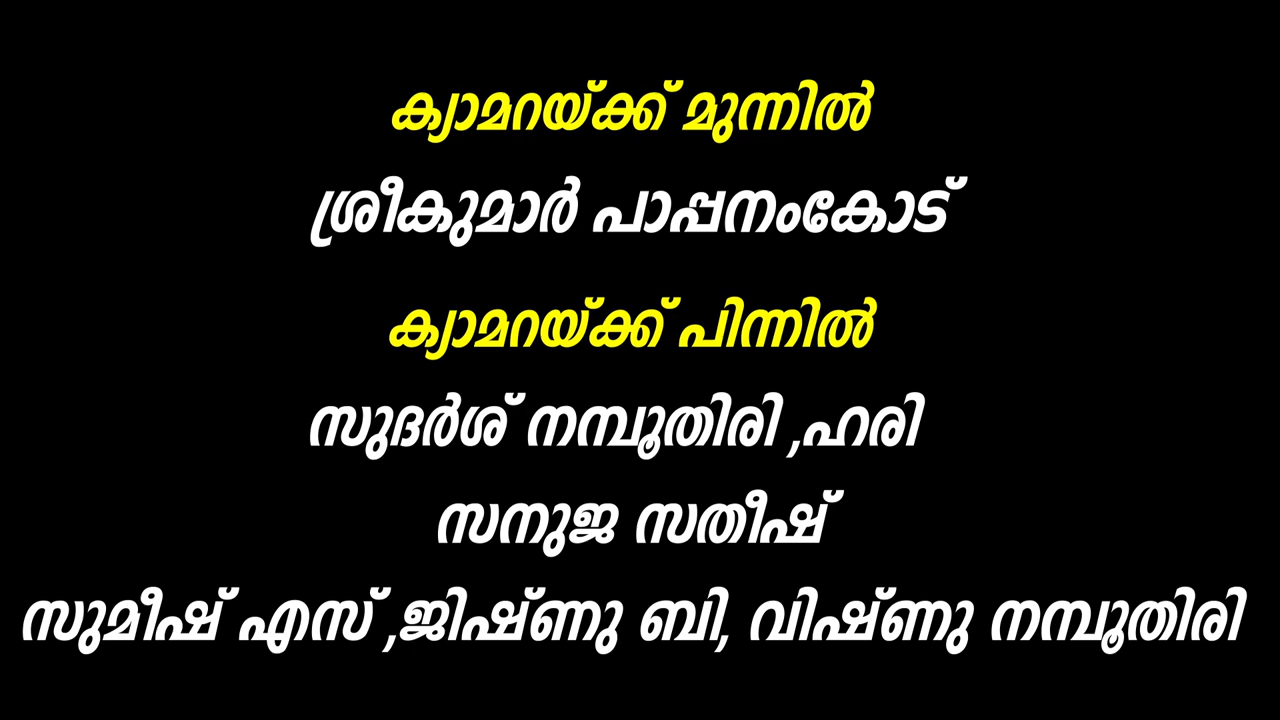 ക്യാമറയ്ക്ക് മുന്നിൽ
ശ്രീകുമാർ പാപ്പനംകോട്
ക്യാമറയ്ക്ക് പിന്നിൽ
സുദർശ് നമ്പൂതിരി ,ഹരി
സനുജ സതീഷ്
സുമീഷ് എസ് ,ജിഷ്ണു ബി, വിഷ്ണു നമ്പൂതിരി